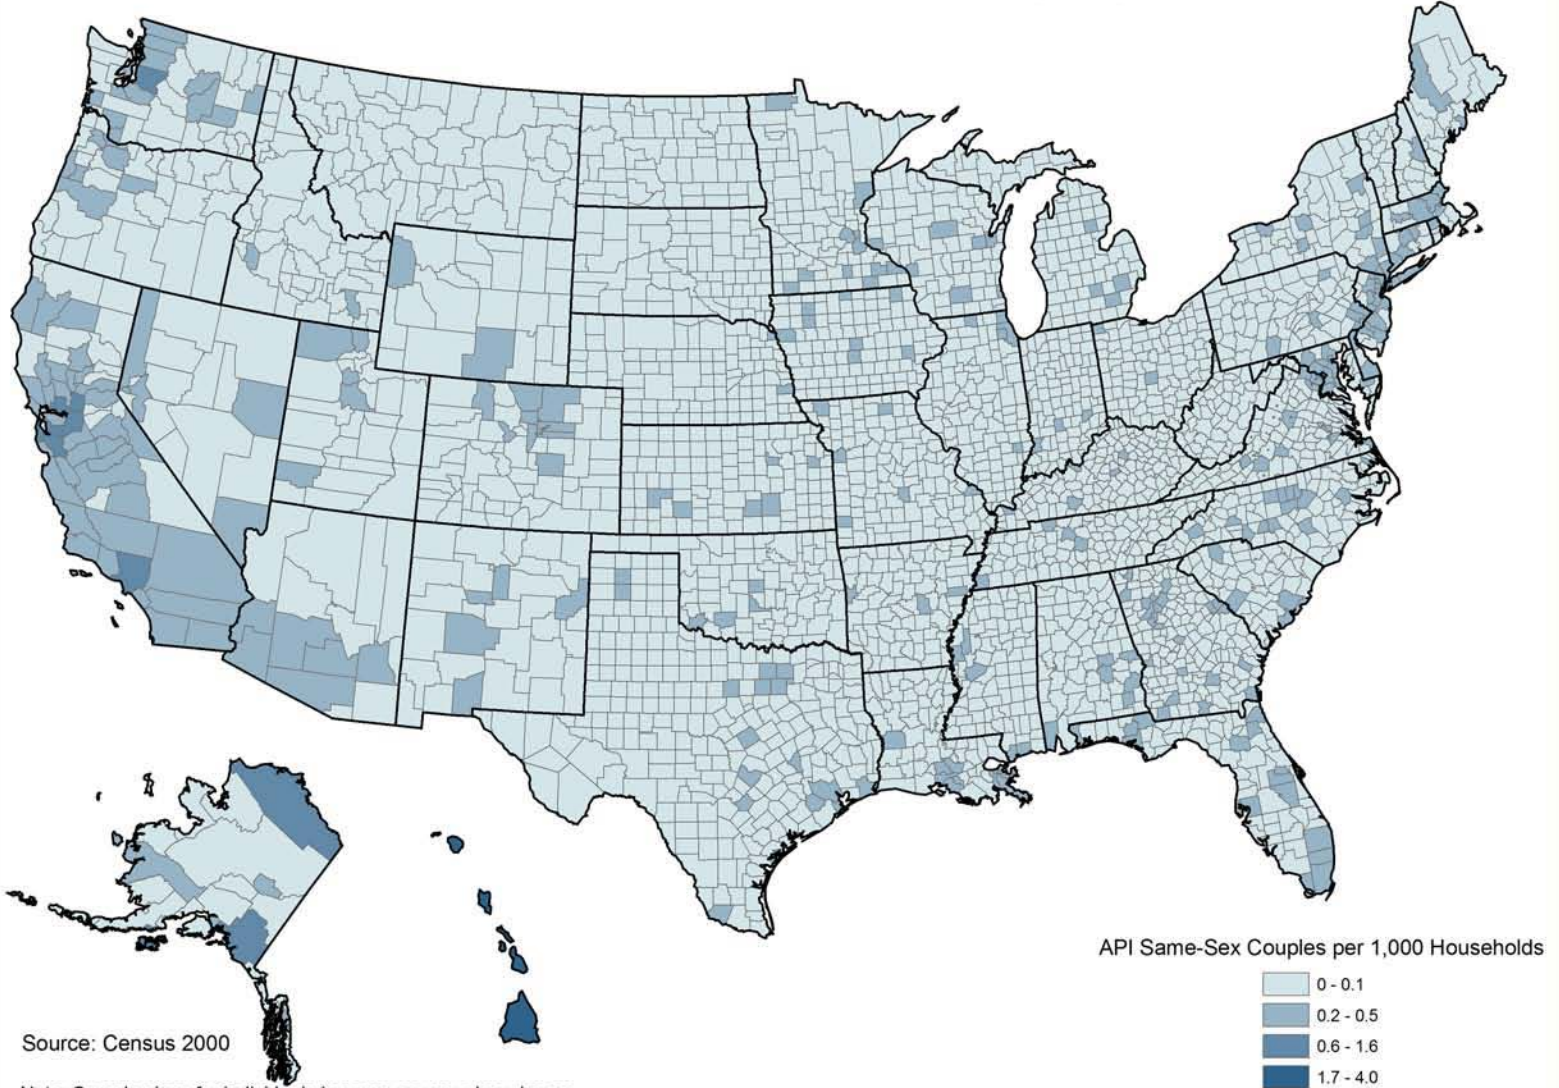 API Same-Sex Couples per 1,000 Households
0 - 0.1
0.2 - 0.5
0.6 - 1.6
1.7 - 4.0
Source: Census 2000